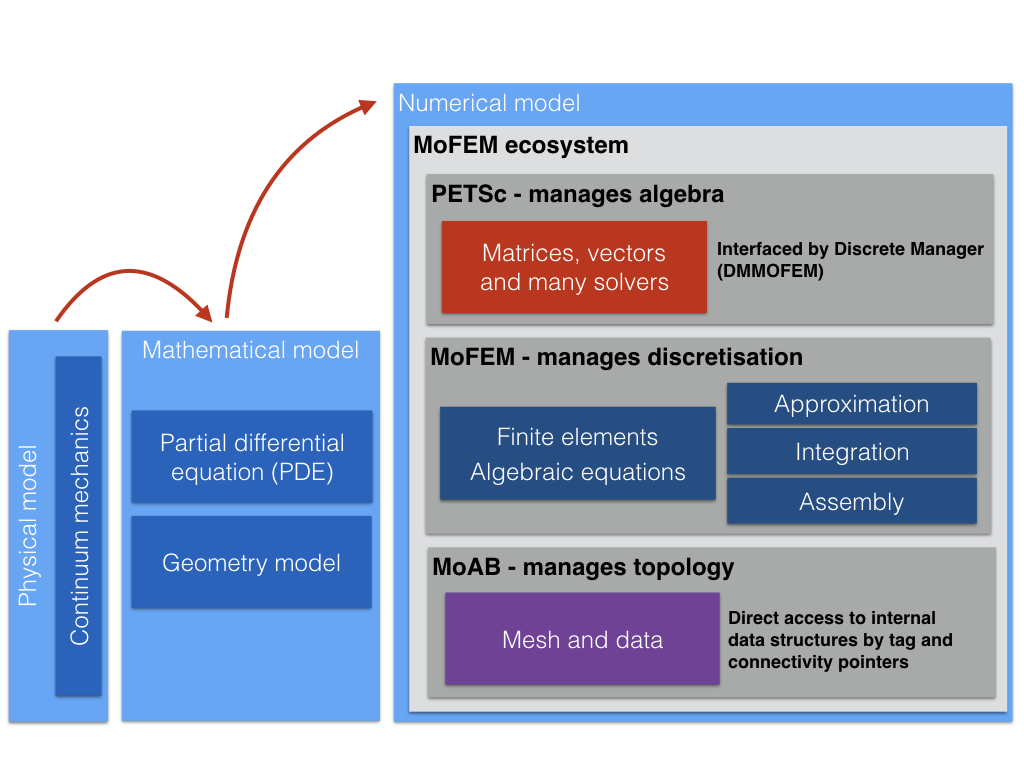 Physical model
Continuum mechanics
Mathematical model
Partial differential
equation (PDE)
Geometry model
Numerical model
MoFEM ecosystem
PETSc - manages algebra
Matrices, vectors
and many solvers
Interfaced by Discrete Manager
(DMMOFEM)
MoFEM - manages discretisation
Finite elements
Algebraic equations
Approximation
Integration
Assembly
MoAB - manages topology
Mesh and data
Direct access to internal
data structures by tag and
connectivity pointers